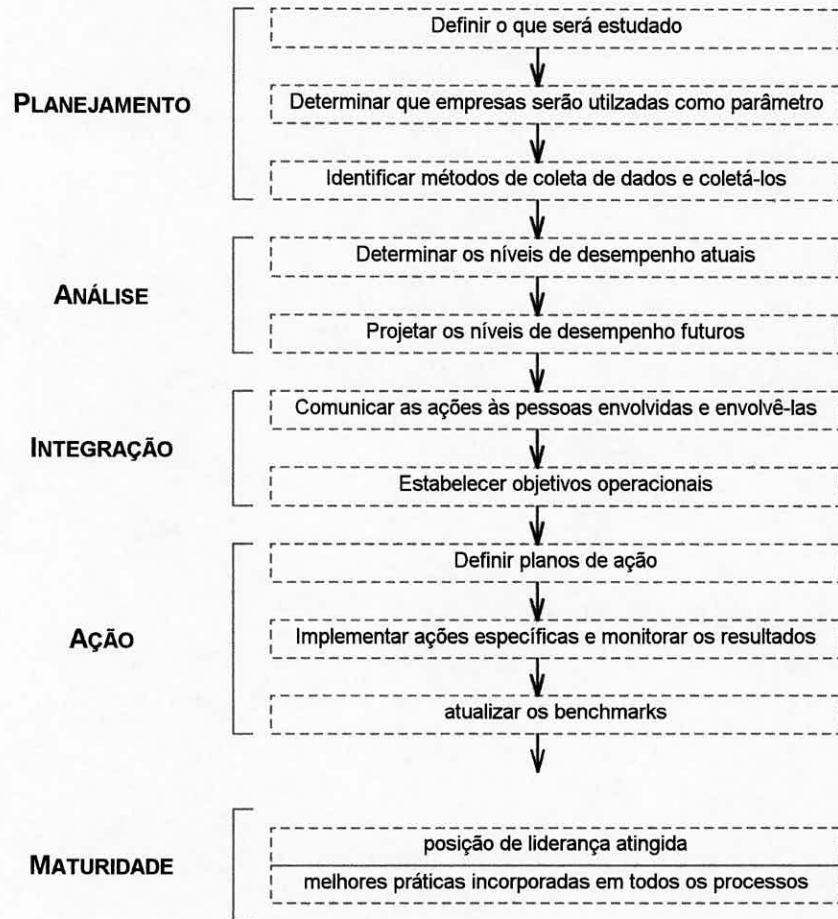 Definir o que será estudado
PLANEJAMENTO
Determinar que empresas serão utilzadas como parâmetro
Identificar métodos de coleta de dados e coletá-los
Determinar os níveis de desempenho atuais
ANÁLISE
Projetar os níveis de desempenho futuros
Comunicar as ações às pessoas envolvidas e envolvê-las
INTEGRAÇÃO
Estabelecer objetivos operacionais
Definir planos de ação
AÇÃO
Implementar ações específicas e monitorar os resultados
atualizar os benchmarks
posição de liderança atingida
MATURIDADE
melhores práticas incorporadas em todos os processos